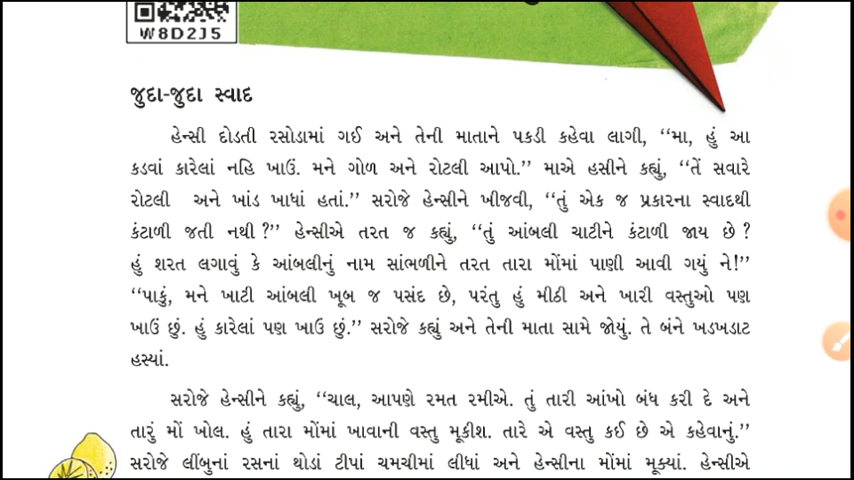 W8D2J5
જુદા-જુદા સ્વાદ
હેન્સી દોડતી રસોડામાં ગઈ અને તેની માતાને પકડી કહેવા લાગી, ‘‘મા, હું આ
કડવાં કારેલાં નહિ ખાઉં. મને ગોળ અને રોટલી આપો.’’ માએ હસીને કહ્યું, ‘‘તેં સવારે
રોટલી અને ખાંડ ખાધાં હતાં.’’ સરોજે હેન્સીને ખીજવી, ‘‘તું એક જ પ્રકારના સ્વાદથી
કંટાળી જતી નથી ?’’ હેન્સીએ તરત જ કહ્યું, ‘‘તું આંબલી ચાટીને કંટાળી જાય છે ?
હું શરત લગાવું કે આંબલીનું નામ સાંભળીને તરત તારા મોંમાં પાણી આવી ગયું ને!’’
‘‘પાકું, મને ખાટી આંબલી ખૂબ જ પસંદ છે, પરંતુ હું મીઠી અને ખારી વસ્તુઓ પણ
ખાઉં છું. હું કારેલાં પણ ખાઉં છું.’’ સરોજે કહ્યું અને તેની માતા સામે જોયું. તે બંને ખડખડાટ
હસ્યાં.
સરોજે હેન્સીને કહ્યું, ‘‘ચાલ, આપણે રમત રમીએ. તું તારી આંખો બંધ કરી દે અને
તારું મોં ખોલ. હું તારા મોંમાં ખાવાની વસ્તુ મૂકીશ. તારે એ વસ્તુ કઈ છે એ કહેવાનું.’’
સરોજે લીંબુનાં રસનાં થોડાં ટીપાં ચમચીમાં લીધાં અને હેન્સીના મોંમાં મૂક્યાં. હેન્સીએ